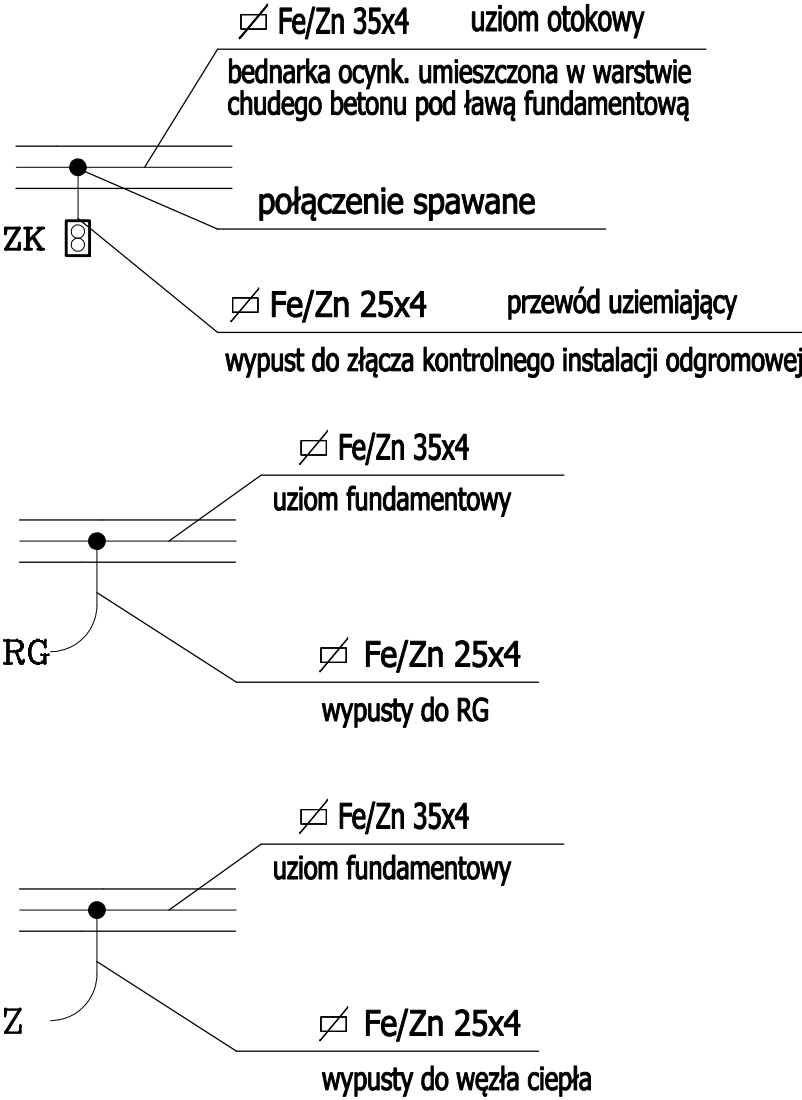 Fe/Zn 35x4 uziom otokowy
bednarka ocynk. umieszczona w warstwie
chudego betonu pod ławą fundamentową
połączenie spawane
ZK
Fe/Zn 25x4 przewód uziemiający
wypust do złącza kontrolnego instalacji odgromowej
Fe/Zn 35x4
uziom fundamentowy
RG
Fe/Zn 25x4
wypusty do RG
Fe/Zn 35x4
uziom fundamentowy
Z
Fe/Zn 25x4
wypusty do węzła ciepła